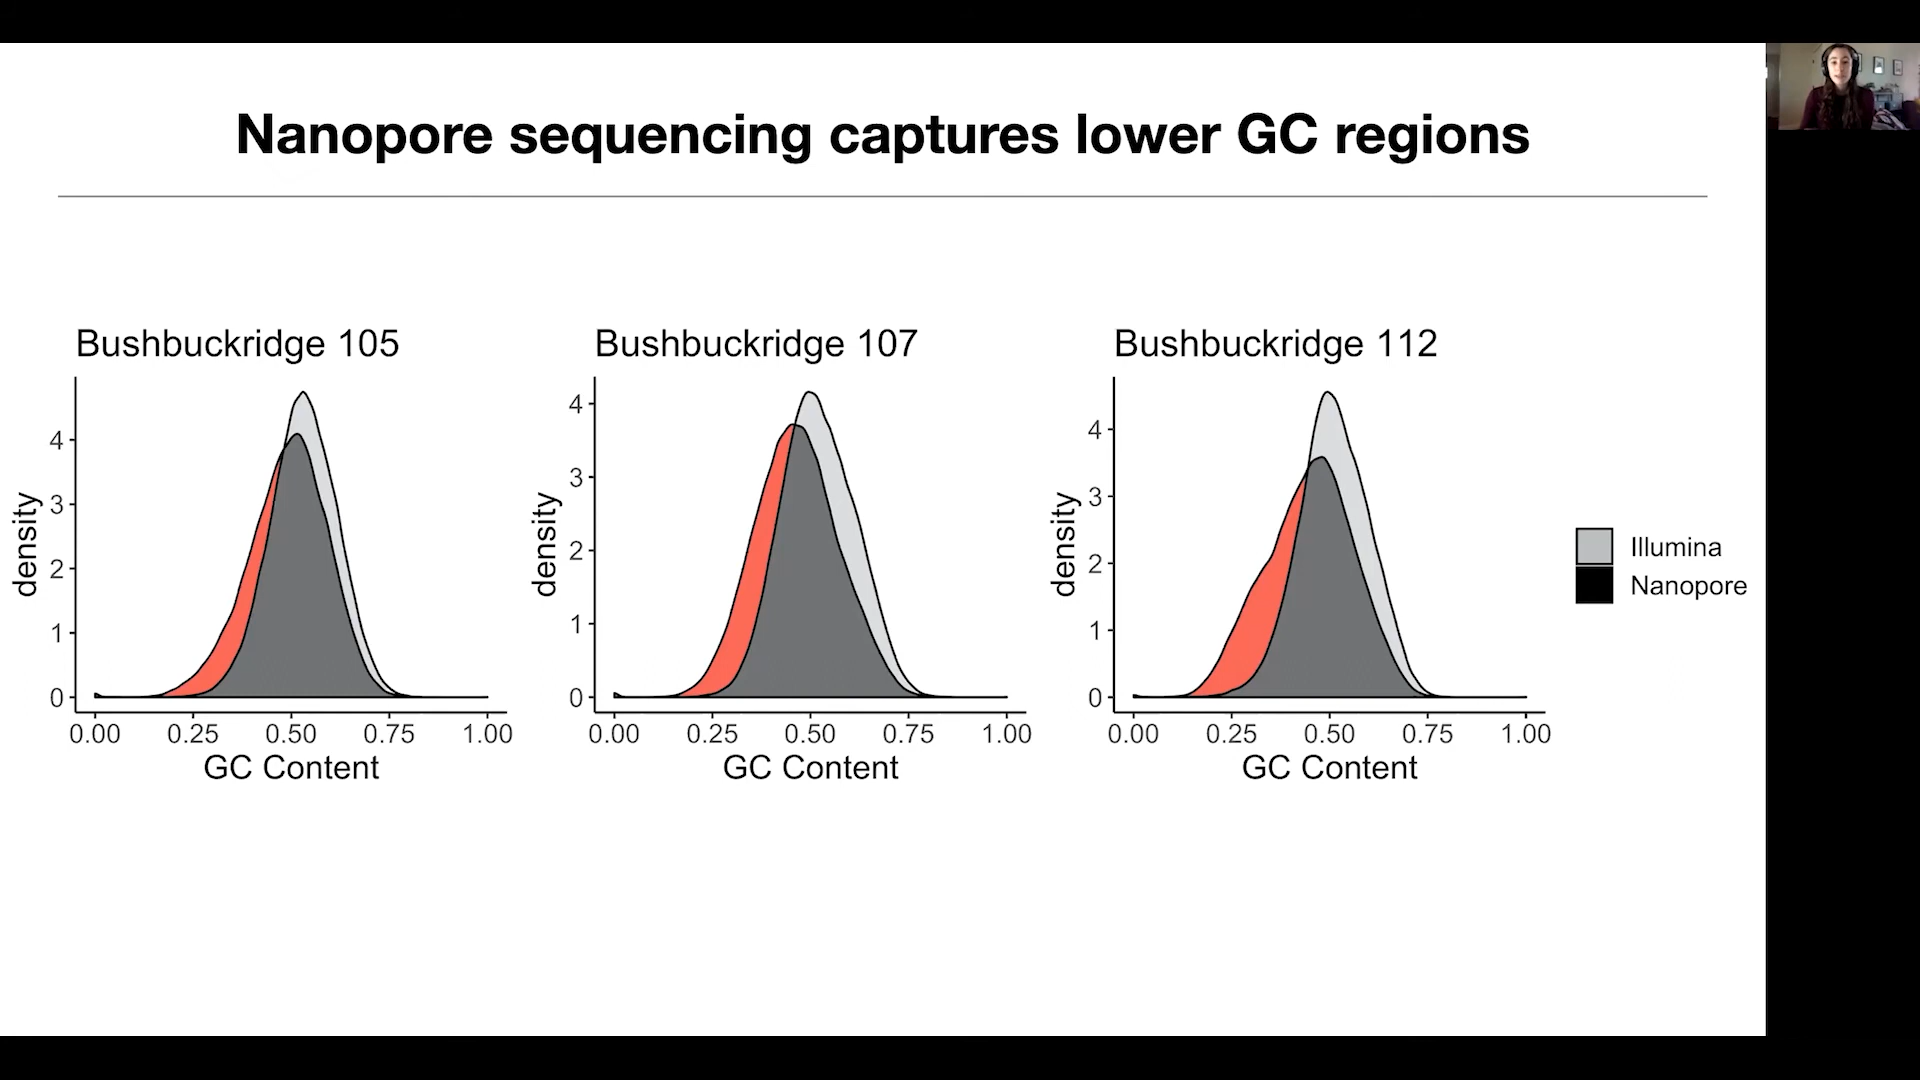 Nanopore sequencing captures lower GC regions
Bushbuckridge 105
density
4
3
2
1
0
0.00 0.25 0.50 0.75 1.00
GC Content
Bushbuckridge 107
density
4
3
2
1
0
0.00 0.25 0.50 0.75 1.00
GC Content
Bushbuckridge 112
density
4
3
2
1
0
0.00 0.25 0.50 0.75 1.00
GC Content
Illumina
Nanopore